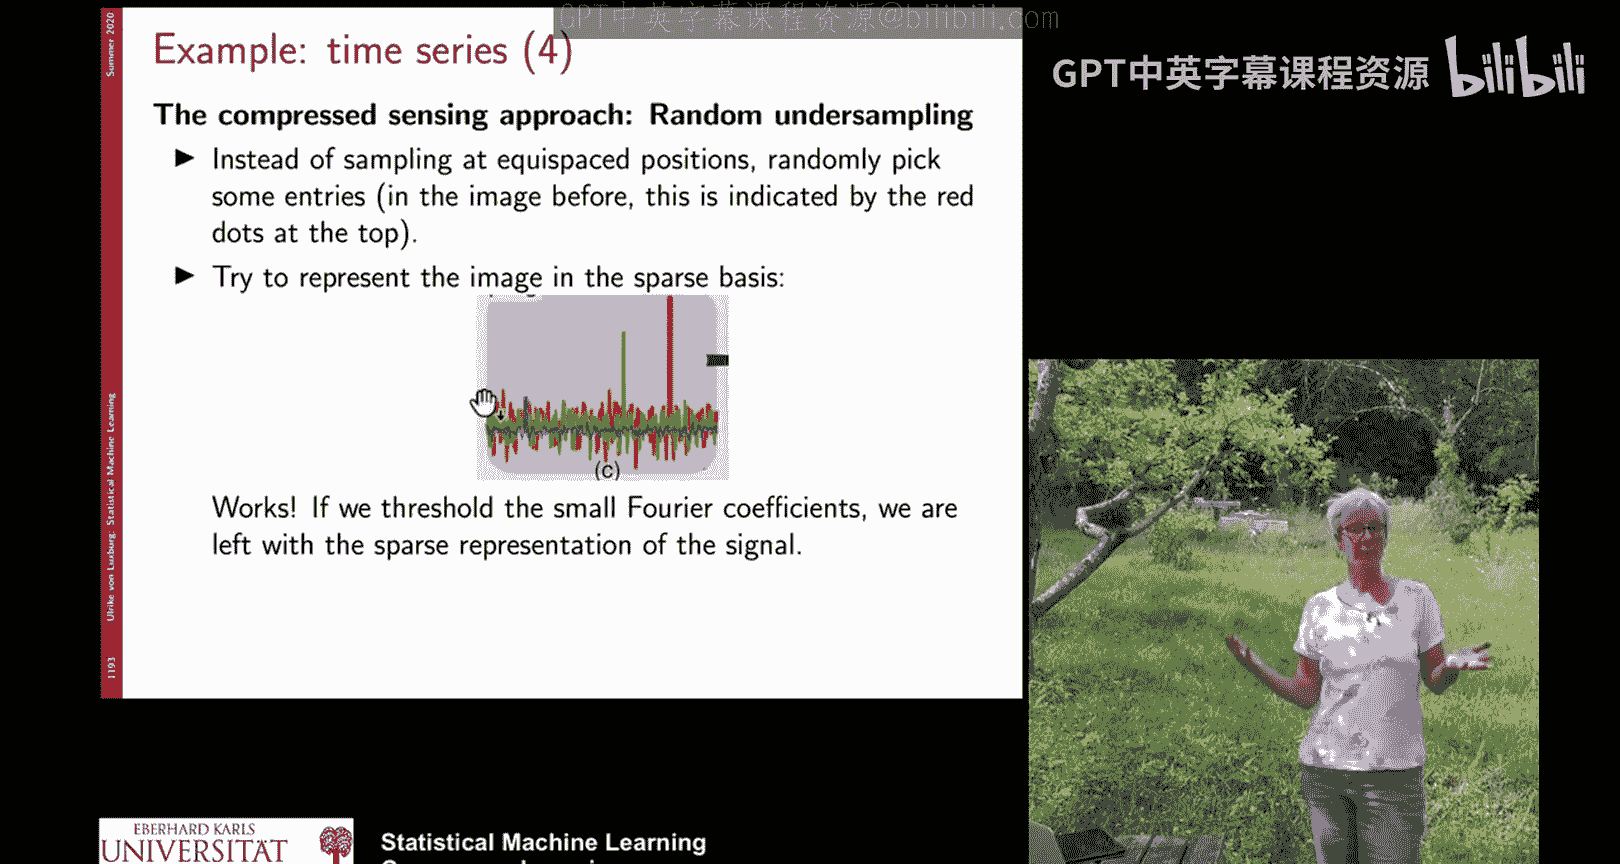 GPT中英字幕课程资源@bilibili.com
GPT中英字幕课程资源 bilibili
Summer 2020
Example: time series (4)
The compressed sensing approach: Random undersampling
▶ Instead of sampling at equispaced positions, randomly pick
some entries (in the image before, this is indicated by the red
dots at the top).
▶ Try to represent the image in the sparse basis:
(c)
Works! If we threshold the small Fourier coefficients, we are
left with the sparse representation of the signal.
Ulrike von Luxburg: Statistical Machine Learning
1193
EBERHARD KARLS
UNIVERSITÄT
Statistical Machine Learning